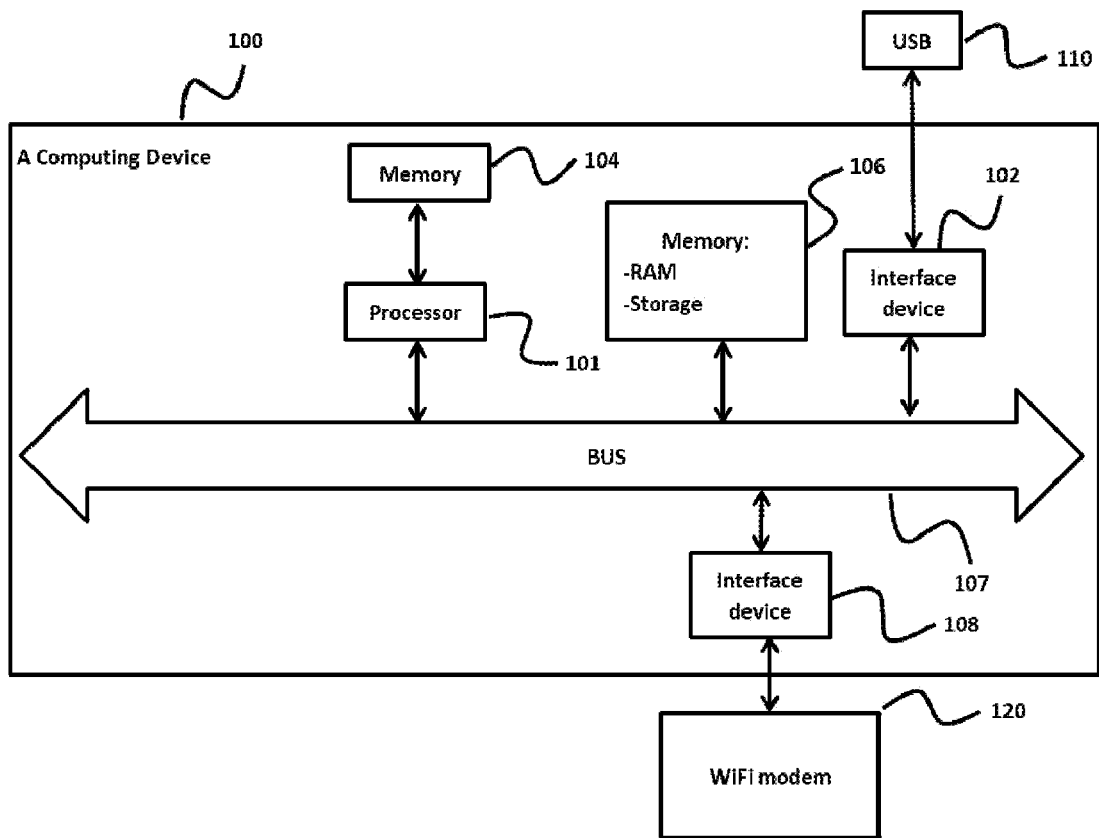 USB
100
110
A Computing Device
Memory
104
106
102
Memory:
-RAM
-Storage
Interface
device
Processor
101
BUS
107
Interface
device
108
120
WiFi modem